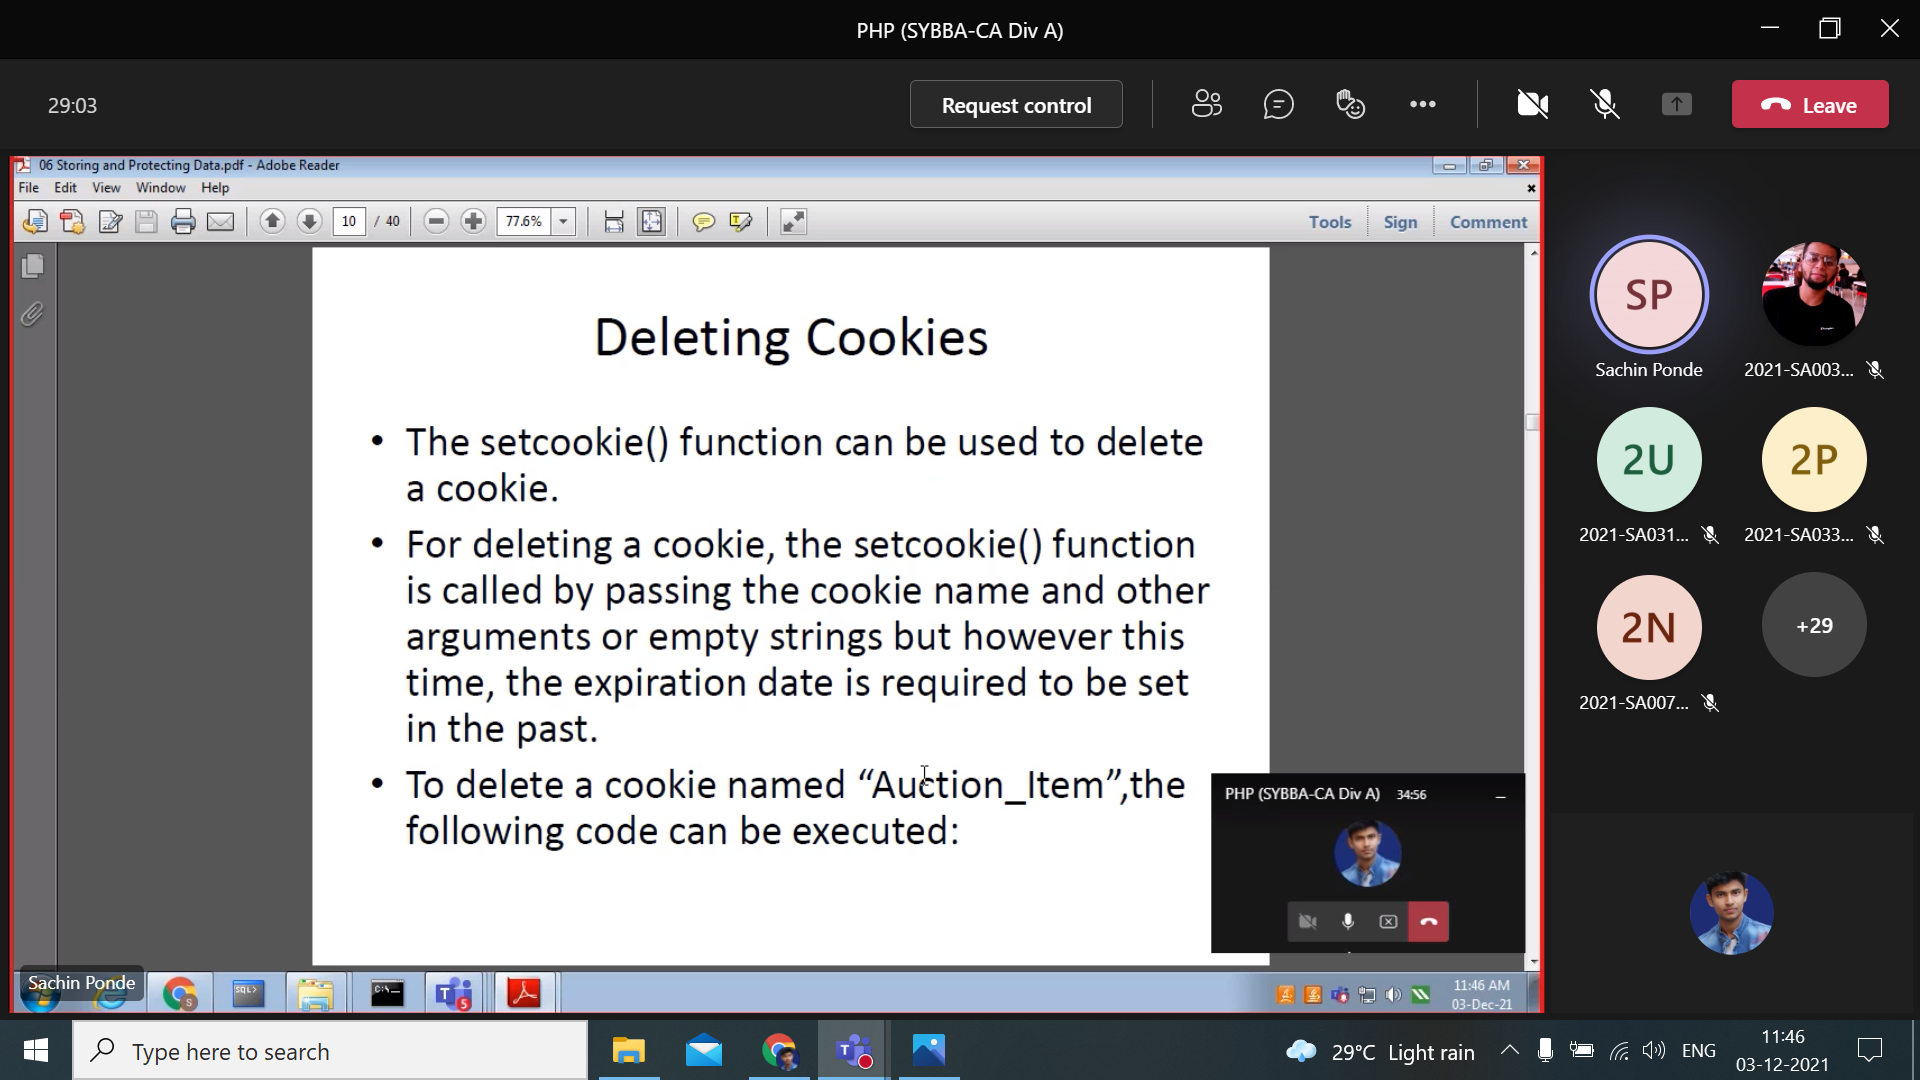 PHP (SYBBA-CA Div A)
29:03
Request control
Leave
06 Storing and Protecting Data.pdf - Adobe Reader
File Edit View Window Help
10 / 40
77.6%
Tools Sign Comment
Deleting Cookies
• The setcookie() function can be used to delete
a cookie.
• For deleting a cookie, the setcookie() function
is called by passing the cookie name and other
arguments or empty strings but however this
time, the expiration date is required to be set
in the past.
• To delete a cookie named “Auction_Item”,the
following code can be executed:
PHP (SYBBA-CA Div A) 34:56
SP
Sachin Ponde
2021-SA003...
2U
2021-SA031...
2P
2021-SA033...
2N
2021-SA007...
+29
Sachin Ponde
S
SQL>
C:\_
T
S
11:46 AM
03-Dec-21
Type here to search
T
29°C Light rain
ENG
11:46
03-12-2021